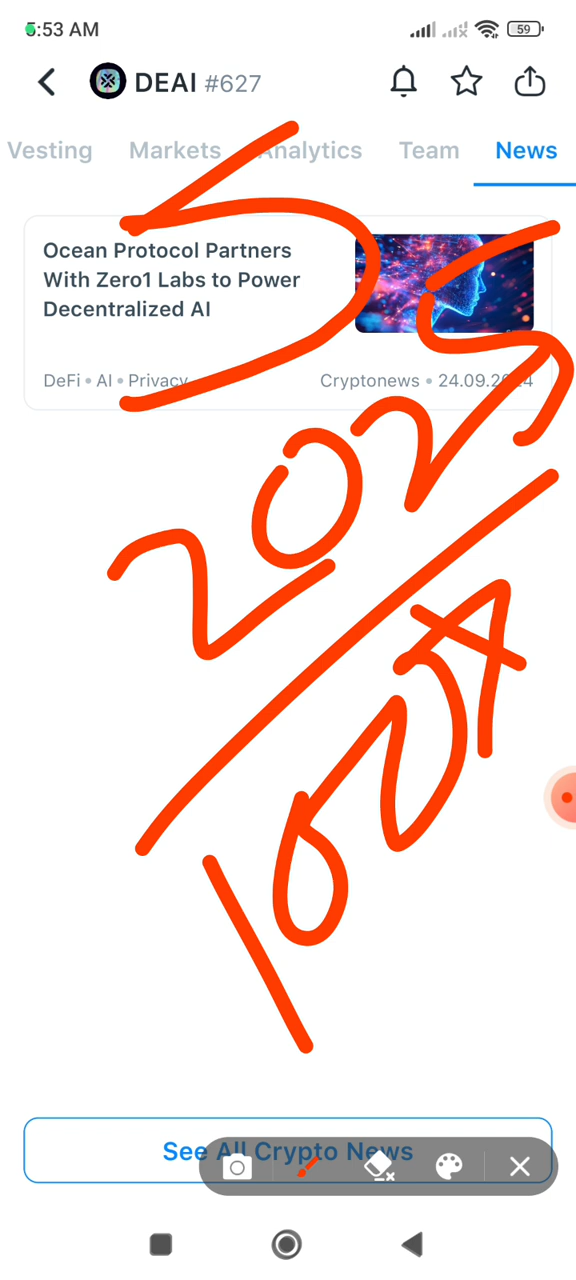 5:53 AM
59
DEAI #627
Vesting Markets Analytics Team News
Ocean Protocol Partners
With Zero1 Labs to Power
Decentralized AI
DeFi • AI • Privacy
Cryptonews • 24.09.2024
5
2025
See All Crypto News